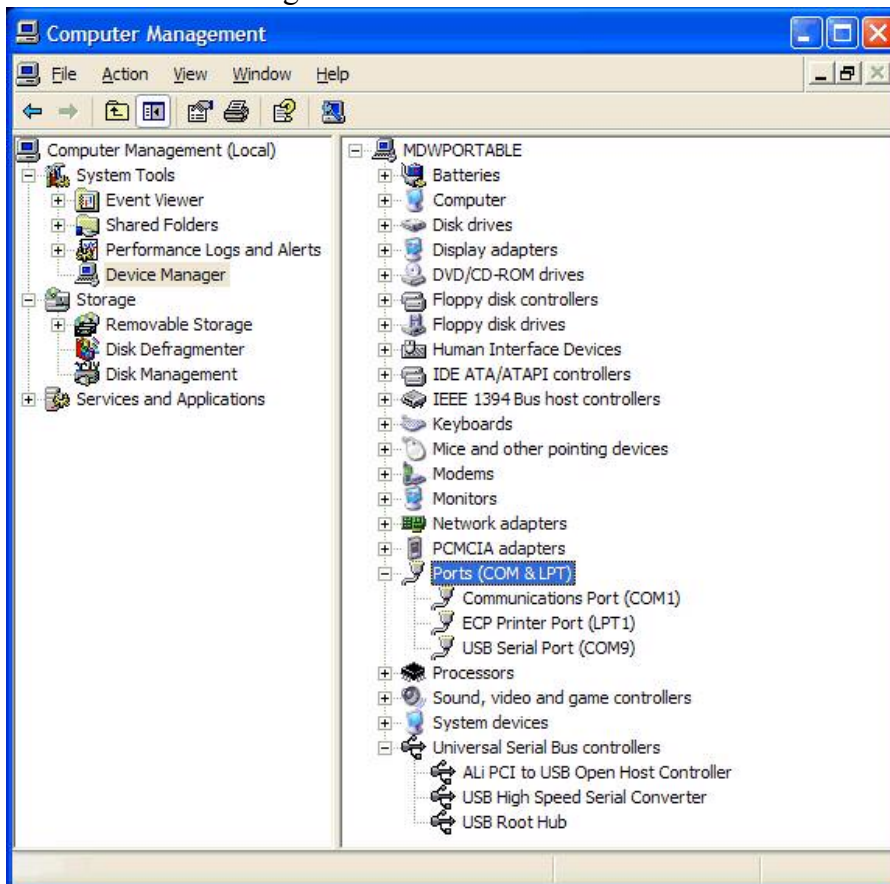 Computer Management
File Action View Window Help
Computer Management (Local)
System Tools
Event Viewer
Shared Folders
Performance Logs and Alerts
Device Manager
Storage
Removable Storage
Disk Defragmenter
Disk Management
Services and Applications
MDWPORTABLE
Batteries
Computer
Disk drives
Display adapters
DVD/CD-ROM drives
Floppy disk controllers
Floppy disk drives
Human Interface Devices
IDE ATA/ATAPI controllers
IEEE 1394 Bus host controllers
Keyboards
Mice and other pointing devices
Modems
Monitors
Network adapters
PCMCIA adapters
Ports (COM & LPT)
Communications Port (COM1)
ECP Printer Port (LPT1)
USB Serial Port (COM9)
Processors
Sound, video and game controllers
System devices
Universal Serial Bus controllers
ALi PCI to USB Open Host Controller
USB High Speed Serial Converter
USB Root Hub